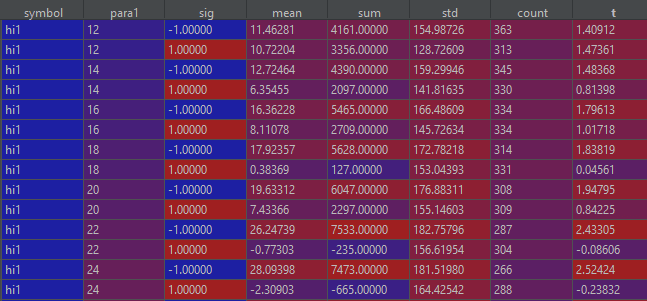 symbol para1 sig mean sum std count t
hi1 12 -1.00000 11.46281 4161.00000 154.98726 363 1.40912
hi1 12 1.00000 10.72204 3356.00000 128.72609 313 1.47361
hi1 14 -1.00000 12.72464 4390.00000 159.29946 345 1.48368
hi1 14 1.00000 6.35455 2097.00000 141.81635 330 0.81398
hi1 16 -1.00000 16.36228 5465.00000 166.48609 334 1.79613
hi1 16 1.00000 8.11078 2709.00000 145.72634 334 1.01718
hi1 18 -1.00000 17.92357 5628.00000 172.78218 314 1.83819
hi1 18 1.00000 0.38369 127.00000 153.04393 331 0.04561
hi1 20 -1.00000 19.63312 6047.00000 176.88311 308 1.94795
hi1 20 1.00000 7.43366 2297.00000 155.14603 309 0.84225
hi1 22 -1.00000 26.24739 7533.00000 182.75796 287 2.43305
hi1 22 1.00000 -0.77303 -235.00000 156.61954 304 -0.08606
hi1 24 -1.00000 28.09398 7473.00000 181.51980 266 2.52424
hi1 24 1.00000 -2.30903 -665.00000 164.42542 288 -0.23832